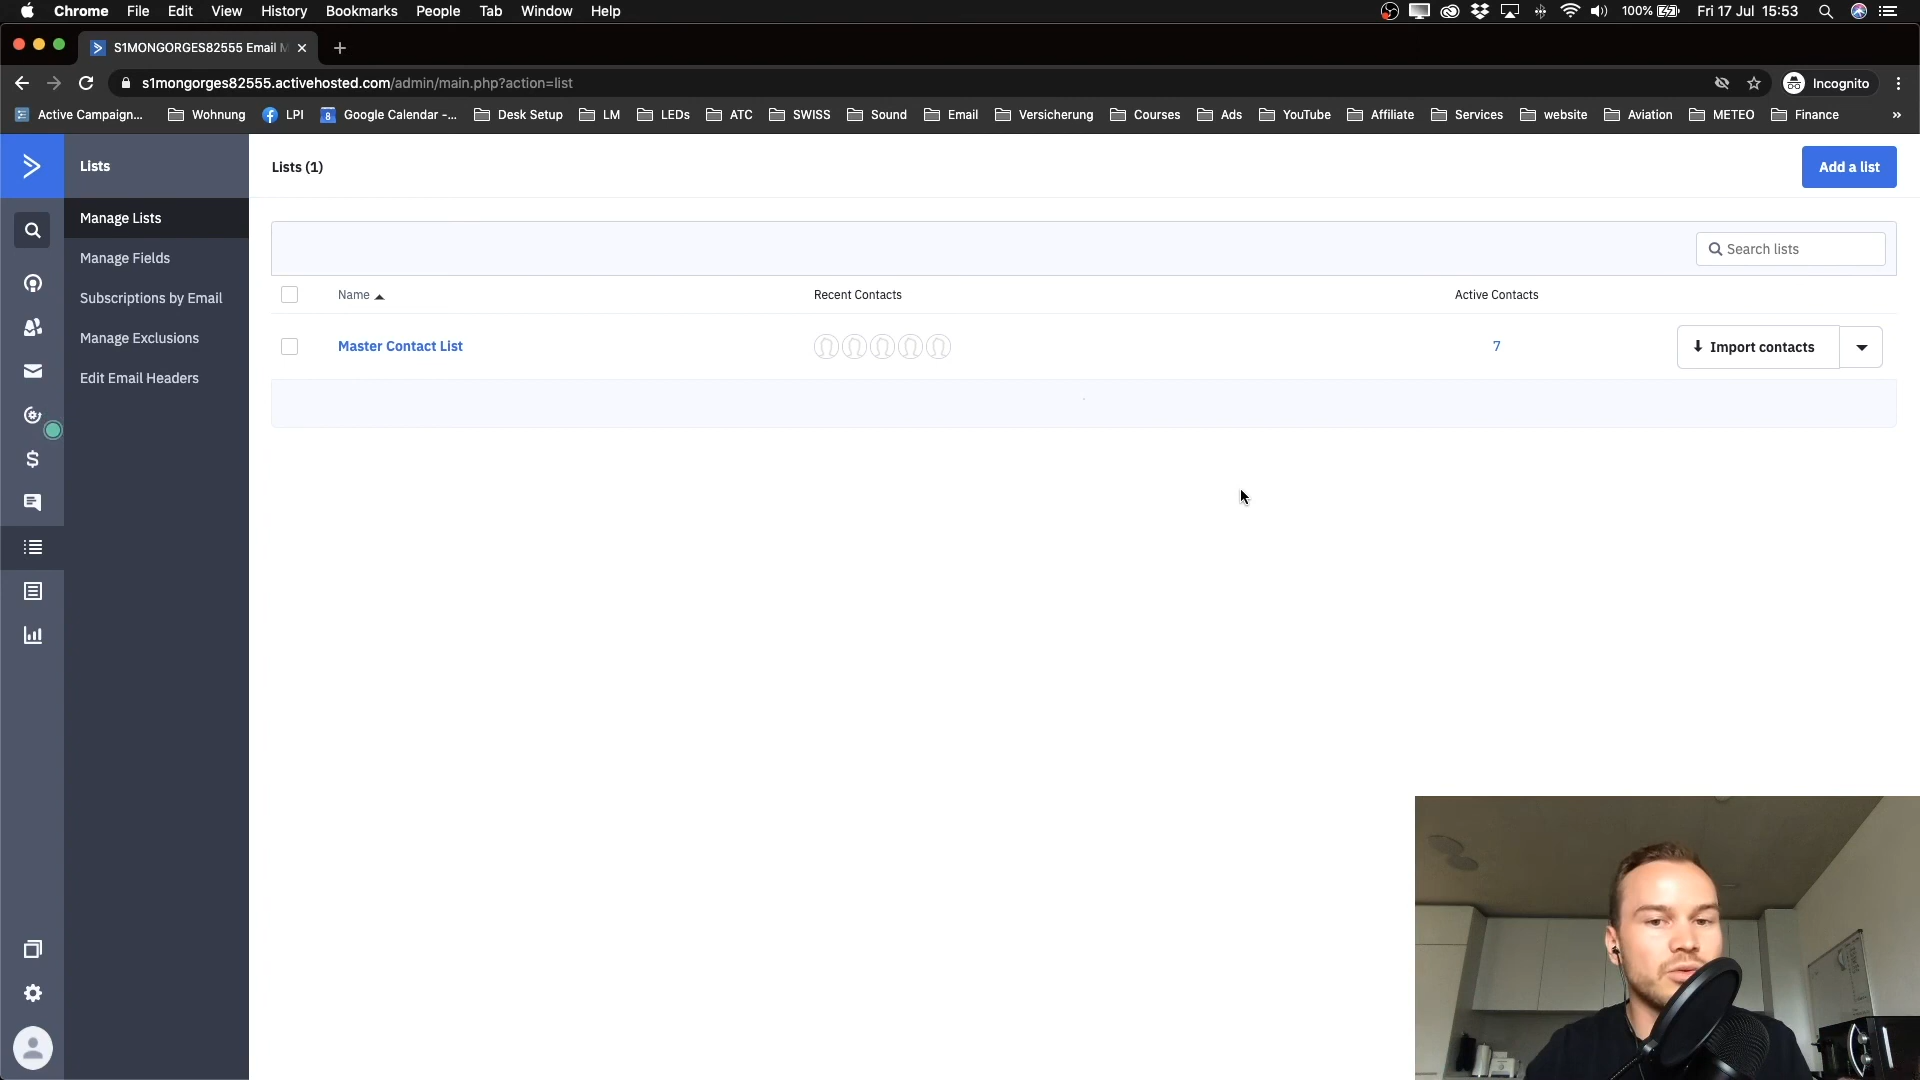 Chrome File Edit View History Bookmarks People Tab Window Help 100% Fri 17 Jul 15:53
S1MONGORGES82555 Email M
s1mongorges82555.activehosted.com/admin/main.php?action=list Incognito
Active Campaign... Wohnung LPI Google Calendar -... Desk Setup LM LEDs ATC SWISS Sound Email Versicherung Courses Ads YouTube Affiliate Services website Aviation METEO Finance »
Lists
Lists (1)
Add a list
Manage Lists
Manage Fields
Subscriptions by Email
Manage Exclusions
Edit Email Headers
Search lists
Name Recent Contacts Active Contacts
Master Contact List 7 Import contacts